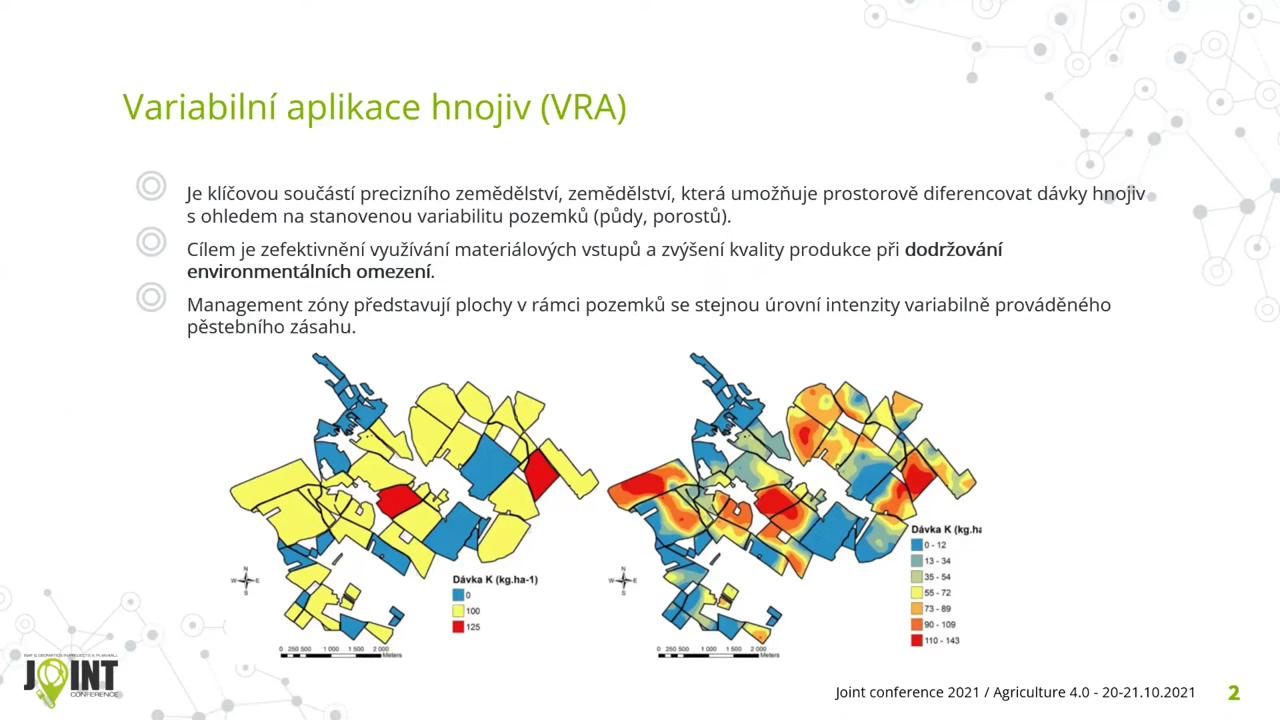 Variabilní aplikace hnojiv (VRA)
Je klíčovou součástí precizního zemědělství, zemědělství, která umožňuje prostorově diferencovat dávky hnojiv
s ohledem na stanovenou variabilitu pozemků (půdy, porostů).
Cílem je zefektivnění využívání materiálových vstupů a zvýšení kvality produkce při dodržování
environmentálních omezení.
Management zóny představují plochy v rámci pozemků se stejnou úrovní intenzity variabilně prováděného
pěstebního zásahu.
N
W E
S
Dávka K (kg.ha-1)
0
100
125
0 250 500 1 000 1 500 2 000
Meters
N
W E
S
Dávka K (kg.ha
0 - 12
13 - 34
35 - 54
55 - 72
73 - 89
90 - 109
110 - 143
0 250 500 1 000 1 500 2 000
Meters
JOINT
CONFERENCE
Joint conference 2021 / Agriculture 4.0 - 20-21.10.2021
2